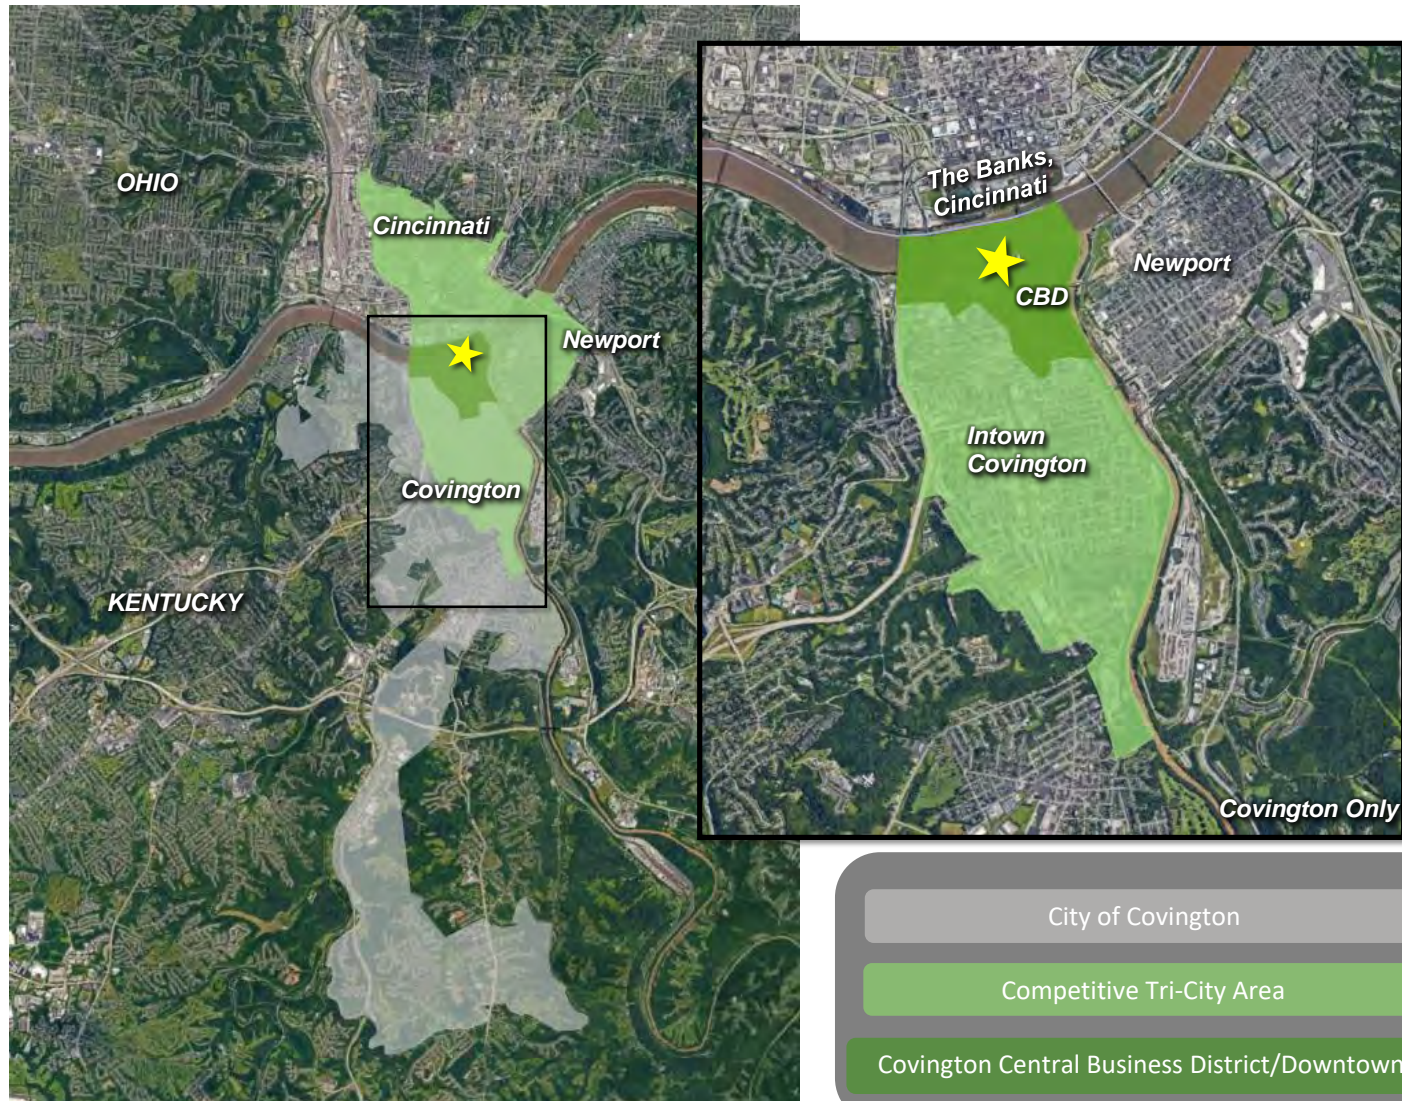 OHIO
Cincinnati
Newport
Covington
KENTUCKY
The Banks,
Cincinnati
Newport
CBD
Intown
Covington
Covington Only
City of Covington
Competitive Tri-City Area
Covington Central Business District/Downtown